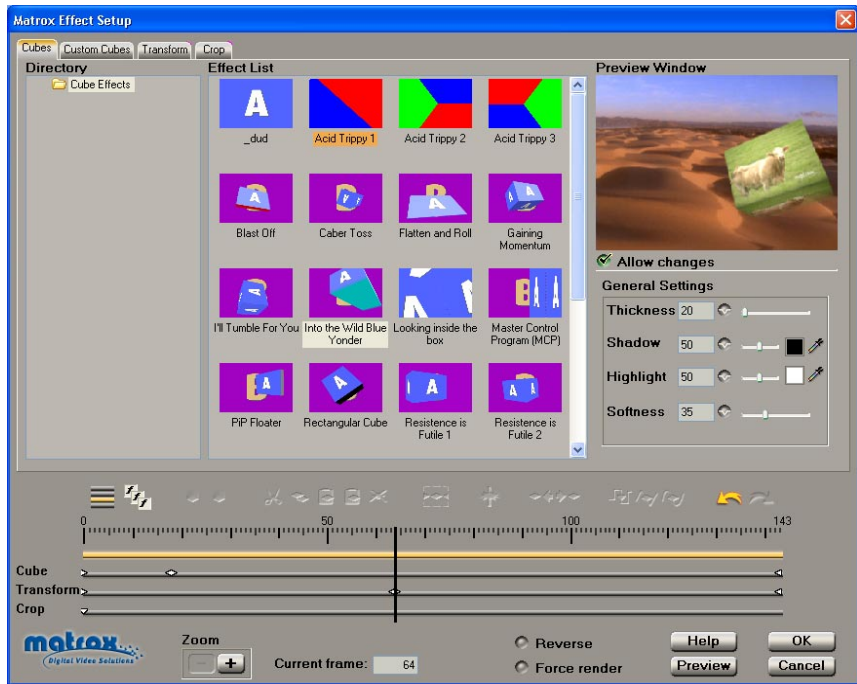 Matrox Effect Setup
Cubes Custom Cubes Transform Crop
Directory Effect List Preview Window
Cube Effects
A
_dud Acid Trippy 1 Acid Trippy 2 Acid Trippy 3
Blast Off Caber Toss Flatten and Roll Gaining Momentum
Allow changes
General Settings
Thickness 20
Shadow 50
Highlight 50
Softness 35
I'll Tumble For You Into the Wild Blue Yonder Looking inside the box Master Control Program (MCP)
PiP Floater Rectangular Cube Resistence is Futile 1 Resistence is Futile 2
0 50 100 143
Cube
Transform
Crop
matrox
Digital Video Solutions
Zoom
Current frame: 64
Reverse
Force render
Help OK
Preview Cancel